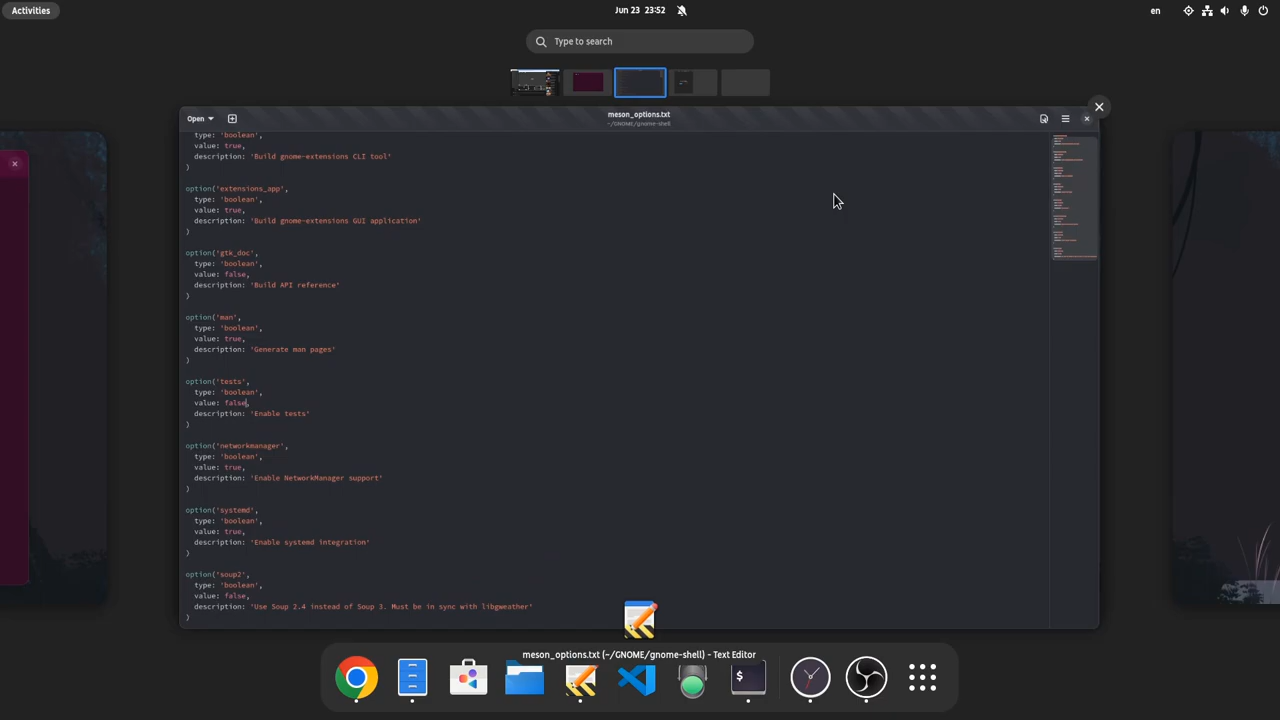 Activities
Jun 23 23:52
en
Type to search
Open
meson_options.txt
~/GNOME/gnome-shell
type: 'boolean',
value: true,
description: 'Build gnome-extensions CLI tool'
)
option('extensions_app',
type: 'boolean',
value: true,
description: 'Build gnome-extensions GUI application'
)
option('gtk_doc',
type: 'boolean',
value: false,
description: 'Build API reference'
)
option('man',
type: 'boolean',
value: true,
description: 'Generate man pages'
)
option('tests',
type: 'boolean',
value: false,
description: 'Enable tests'
)
option('networkmanager',
type: 'boolean',
value: true,
description: 'Enable NetworkManager support'
)
option('systemd',
type: 'boolean',
value: true,
description: 'Enable systemd integration'
)
option('soup2',
type: 'boolean',
value: false,
description: 'Use Soup 2.4 instead of Soup 3. Must be in sync with libgweather'
)
meson_options.txt (~/GNOME/gnome-shell) - Text Editor
$